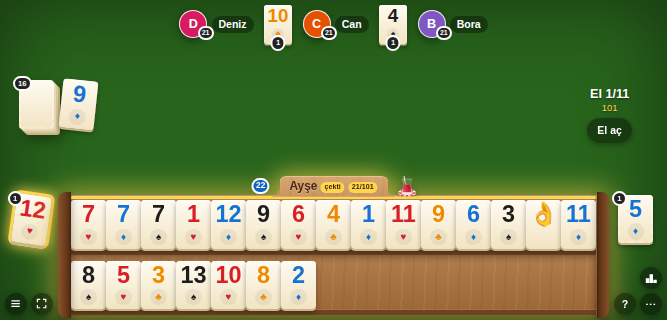 D 21 Deniz 10 1 C 21 Can 4 1 B 21 Bora
16 9
El 1/11
101
El aç
22 Ayşe çekti 21/101
1 12
7 7 7 1 12 9 6 4 1 11 9 6 3 11
1 5
8 5 3 13 10 8 2
? ...